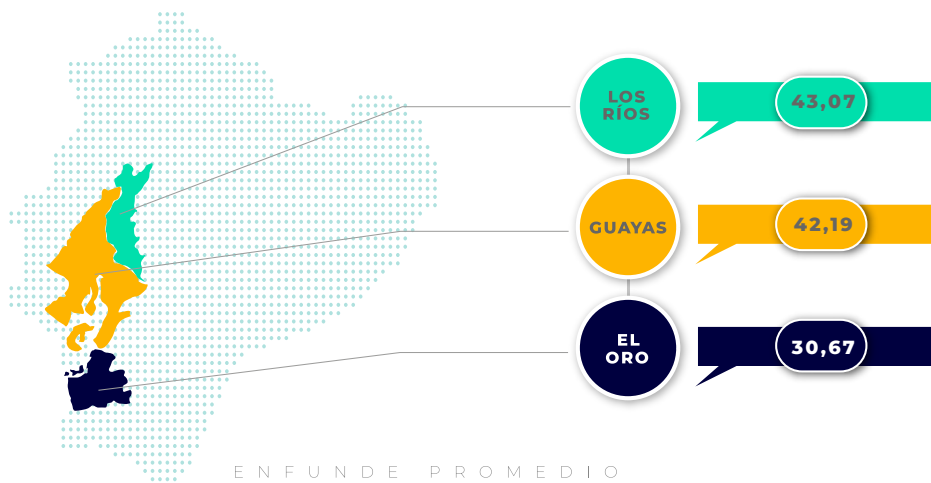 LOS
RÍOS
43,07
GUAYAS
42,19
EL
ORO
30,67
ENFUNDE PROMEDIO